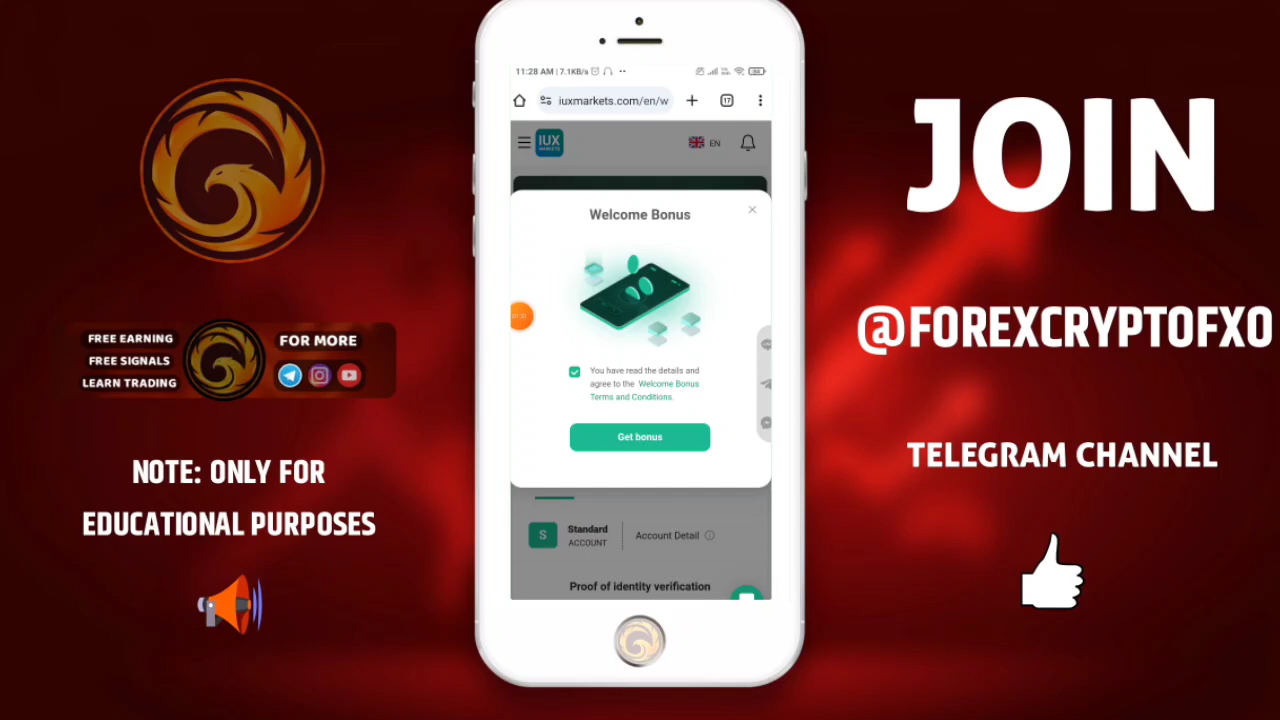 FREE EARNING
FREE SIGNALS
LEARN TRADING
FOR MORE
NOTE: ONLY FOR
EDUCATIONAL PURPOSES
11:28 AM | 7.1KB/s
17
iuxmarkets.com/en/w
IUX
MARKETS
EN
Welcome Bonus
You have read the details and
agree to the Welcome Bonus
Terms and Conditions.
Get bonus
S
Standard
ACCOUNT
Account Detail
Proof of identity verification
JOIN
@FOREXCRYPTOFXO
TELEGRAM CHANNEL